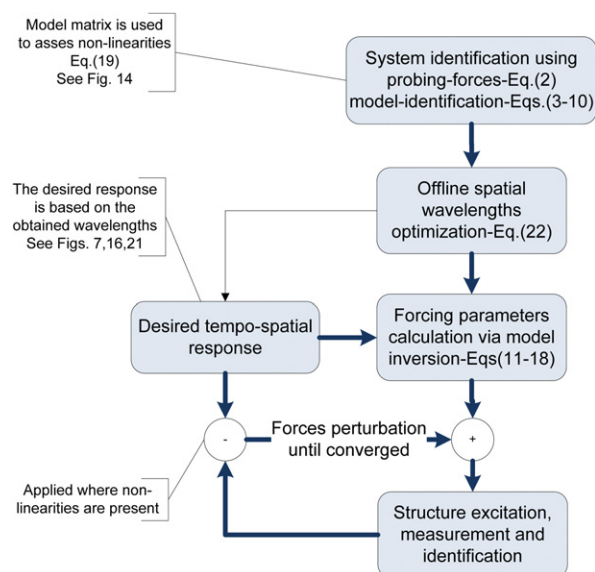 Model matrix is used
to asses non-linearities
Eq.(19)
See Fig. 14
System identification using
probing-forces-Eq.(2)
model-identification-Eqs.(3-10)
The desired response
is based on the
obtained wavelengths
See Figs. 7,16,21
Offline spatial
wavelengths
optimization-Eq.(22)
Desired tempo-spatial
response
Forcing parameters
calculation via model
inversion-Eqs(11-18)
-
Forces perturbation
until converged
+
Applied where non-
linearities are present
Structure excitation,
measurement and
identification